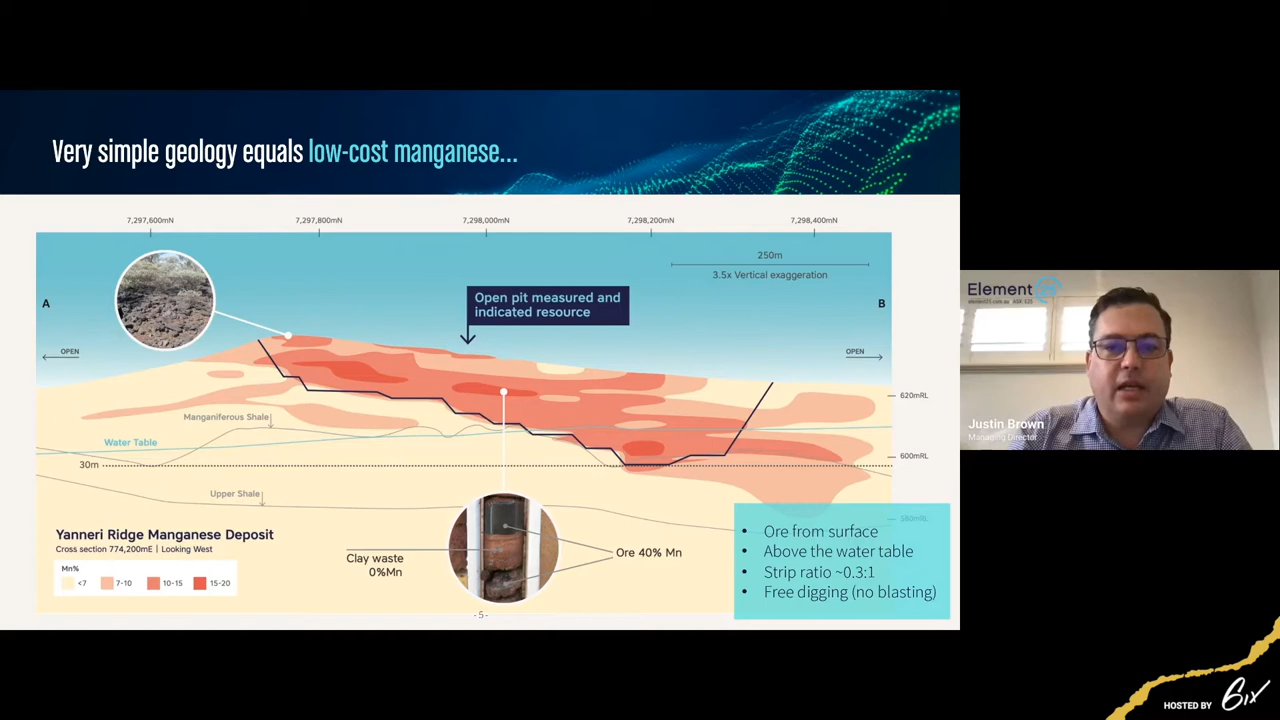 Very simple geology equals low-cost manganese...
7,297,600mN
7,297,800mN
7,298,000mN
7,298,200mN
7,298,400mN
250m
3.5x Vertical exaggeration
A
B
Open pit measured and
indicated resource
OPEN
OPEN
620mRL
Manganiferous Shale
Water Table
600mRL
30m
Upper Shale
580mRL
Yanneri Ridge Manganese Deposit
Cross section 774,200mE | Looking West
Mn%
<7
7-10
10-15
15-20
Clay waste
0%Mn
Ore 40% Mn
• Ore from surface
• Above the water table
• Strip ratio ~0.3:1
• Free digging (no blasting)
- 5 -
Element 25
element25.com.au | ASX: E25
Justin Brown
Managing Director
HOSTED BY 6ix